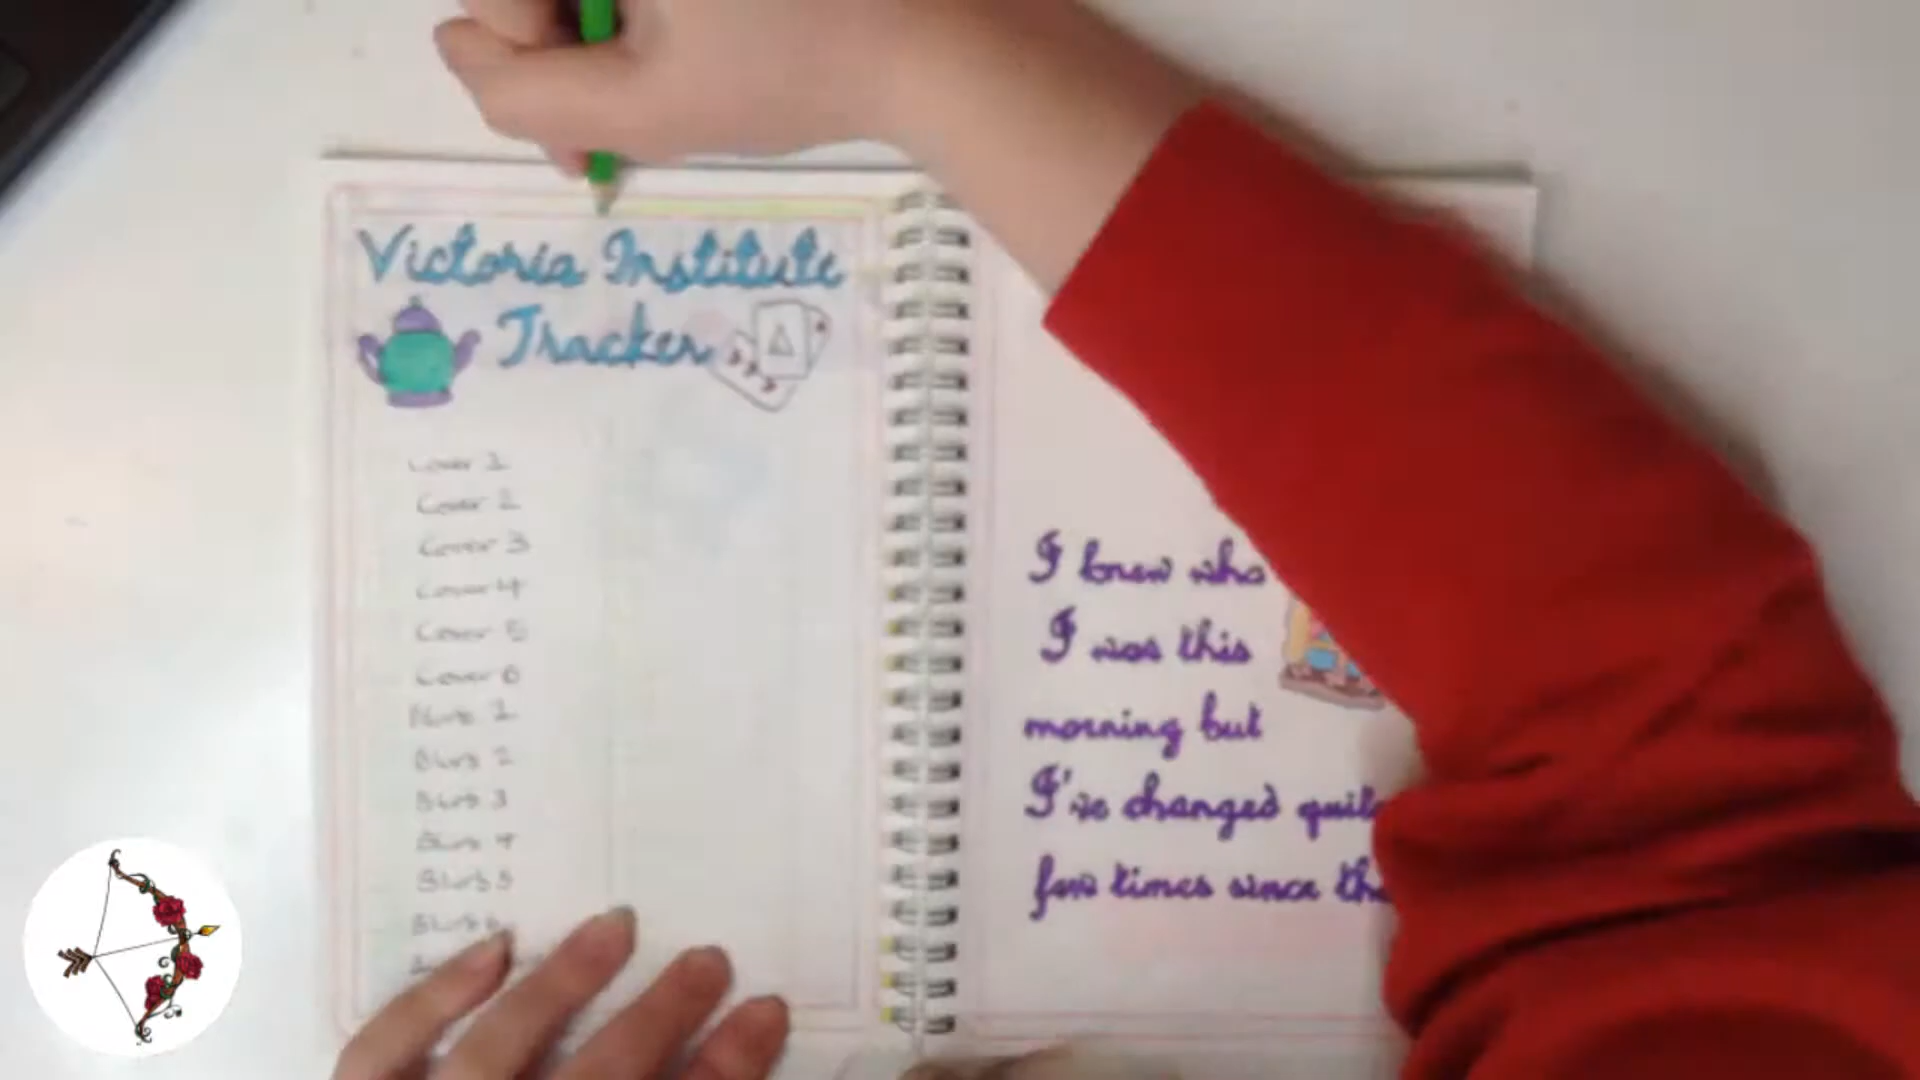 Victoria Institute
Tracker
Cover 1
Cover 2
Cover 3
Cover 4
Cover 5
Cover 6
Blurb 1
Blurb 2
Blurb 3
Blurb 4
Blurb 5
Blurb 6
I knew who
I was this
morning but
I've changed
few times since